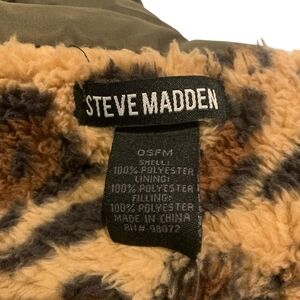 STEVE MADDEN
OSFM
SHELL:
100% POLYESTER
LINING:
100% POLYESTER
FILLING:
100% POLYESTER
MADE IN CHINA
RN# 98072